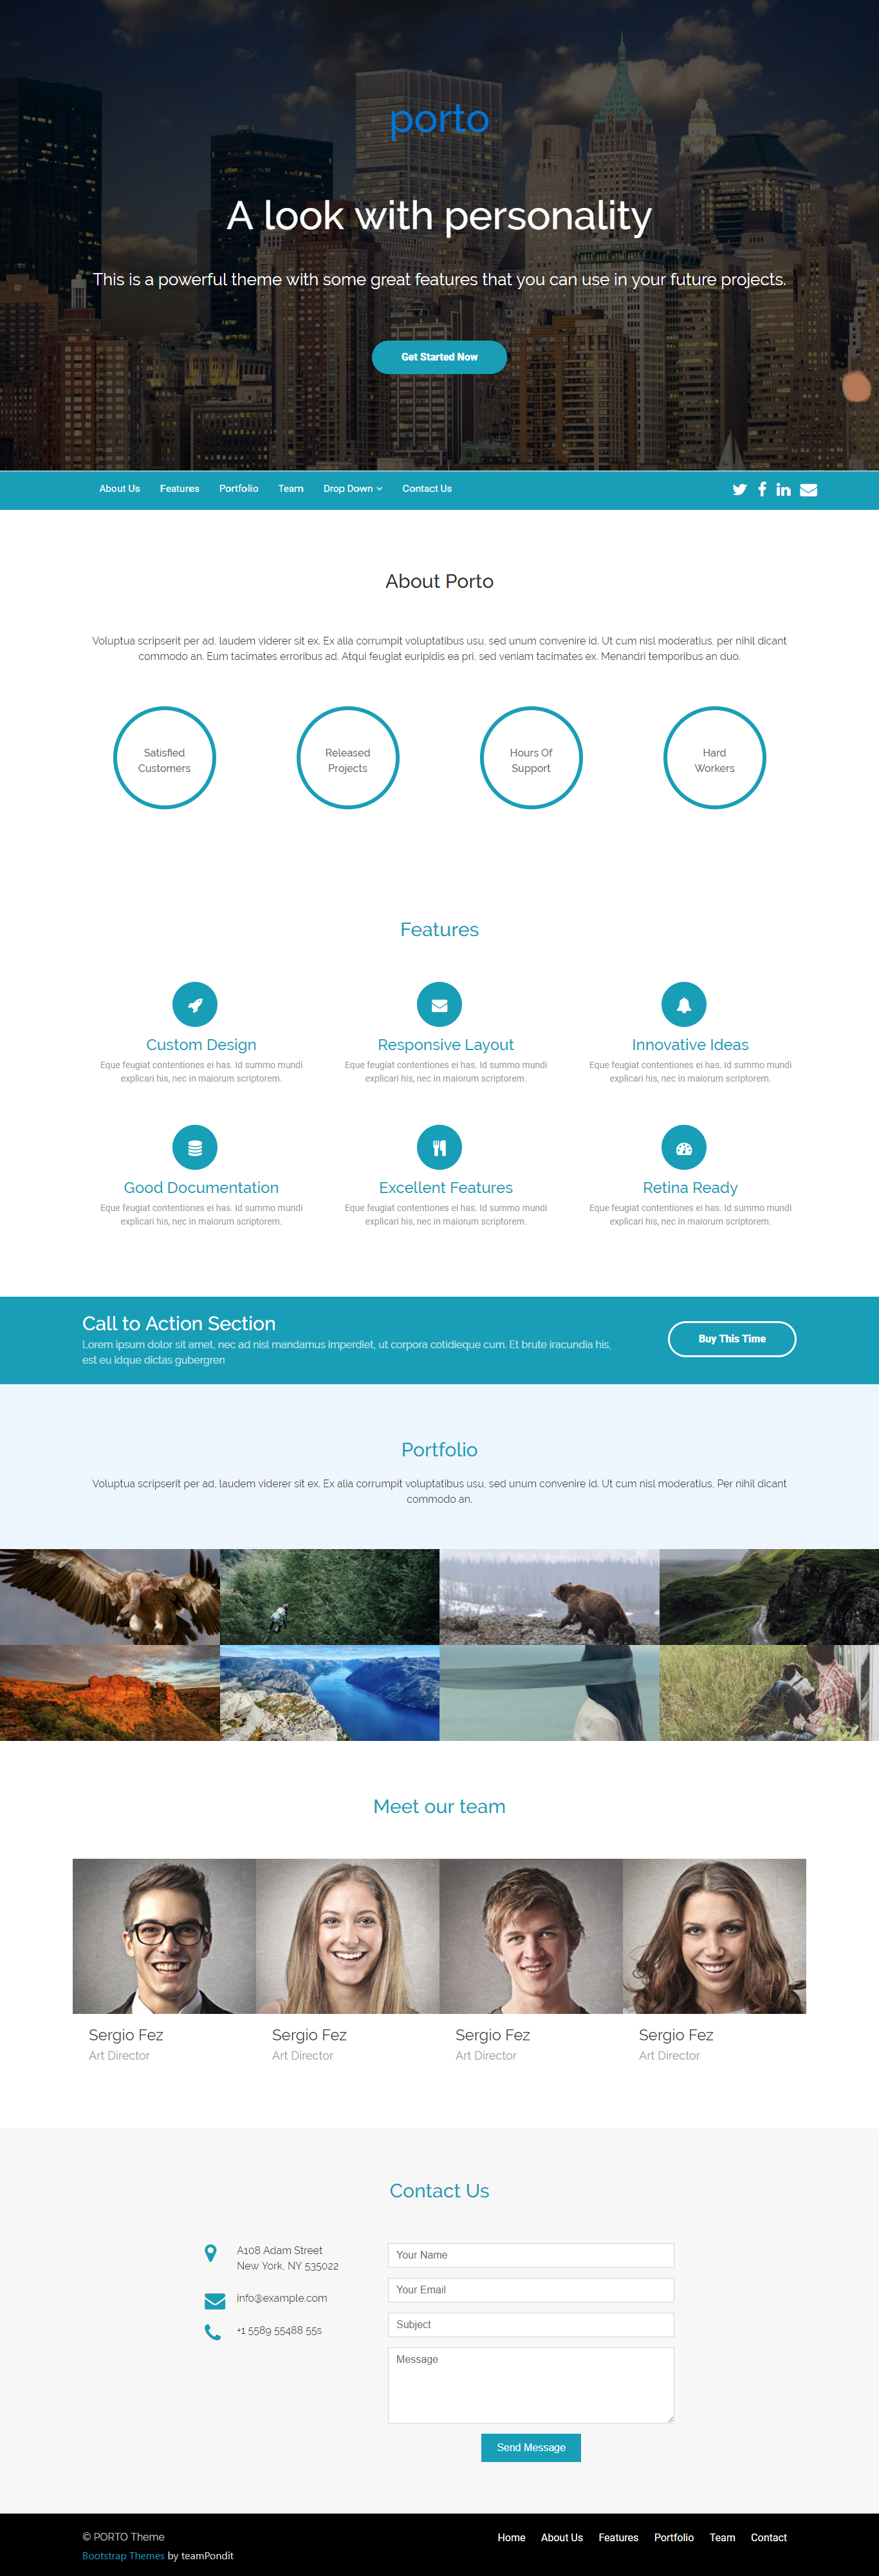 porto
A look with personality
This is a powerful theme with some great features that you can use in your future projects.
Get Started Now
About Us Features Portfolio Team Drop Down Contact Us
About Porto
Voluptua scripserit per ad, laudem viderer sit ex. Ex alia corrumpit voluptatibus usu, sed unum convenire id. Ut cum nisl moderatius, per nihil dicant
commodo an. Eum tacimates erroribus ad. Atqui feugiat euripidis ea pri, sed veniam tacimates ex. Menandri temporibus an duo.
Satisfied
Customers
Released
Projects
Hours Of
Support
Hard
Workers
Features
Custom Design
Eque feugiat contentiones ei has. Id summo mundi
explicari his, nec in maiorum scriptorem.
Responsive Layout
Eque feugiat contentiones ei has. Id summo mundi
explicari his, nec in maiorum scriptorem.
Innovative Ideas
Eque feugiat contentiones ei has. Id summo mundi
explicari his, nec in maiorum scriptorem.
Good Documentation
Eque feugiat contentiones ei has. Id summo mundi
explicari his, nec in maiorum scriptorem.
Excellent Features
Eque feugiat contentiones ei has. Id summo mundi
explicari his, nec in maiorum scriptorem.
Retina Ready
Eque feugiat contentiones ei has. Id summo mundi
explicari his, nec in maiorum scriptorem.
Call to Action Section
Lorem ipsum dolor sit amet, nec ad nisl mandamus imperdiet, ut corpora cotidieque cum. Et brute iracundia his,
est eu idque dictas gubergren
Buy This Time
Portfolio
Voluptua scripserit per ad, laudem viderer sit ex. Ex alia corrumpit voluptatibus usu, sed unum convenire id. Ut cum nisl moderatius, Per nihil dicant
commodo an.
Meet our team
Sergio Fez
Art Director
Sergio Fez
Art Director
Sergio Fez
Art Director
Sergio Fez
Art Director
Contact Us
A108 Adam Street
New York, NY 535022
info@example.com
+1 5589 55488 55s
Your Name
Your Email
Subject
Message
Send Message
© PORTO Theme
Bootstrap Themes by teamPondit
Home About Us Features Portfolio Team Contact